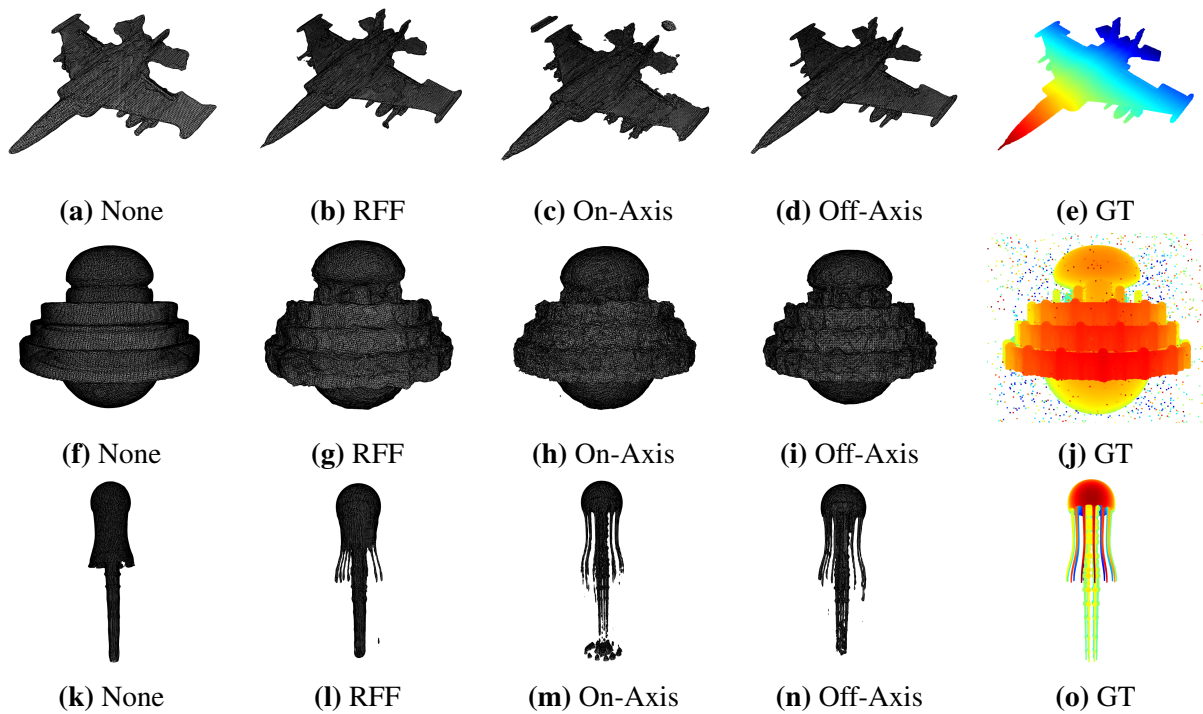 (a) None (b) RFF (c) On-Axis (d) Off-Axis (e) GT
(f) None (g) RFF (h) On-Axis (i) Off-Axis (j) GT
(k) None (l) RFF (m) On-Axis (n) Off-Axis (o) GT